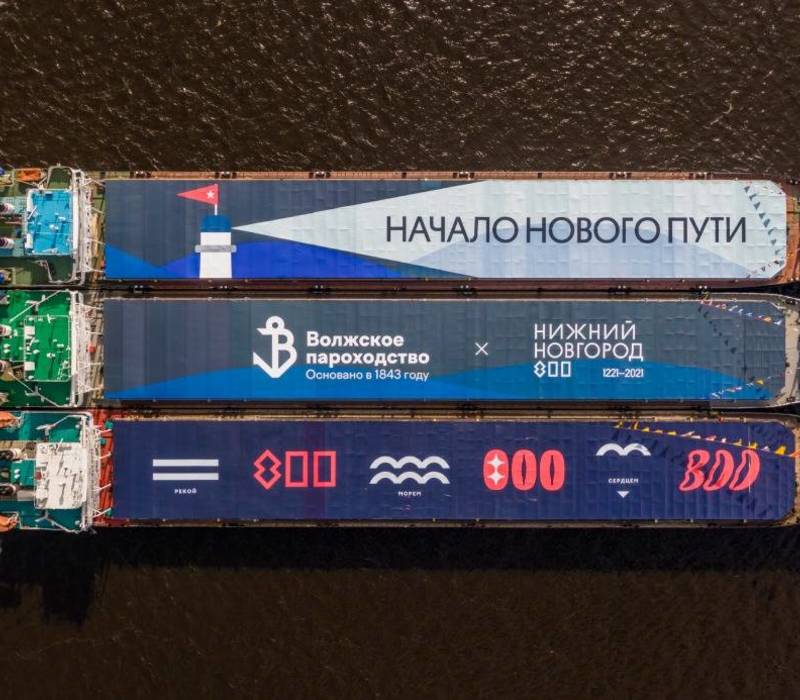 НАЧАЛО НОВОГО ПУТИ
Волжское
пароходство
Основано в 1843 году
×
НИЖНИЙ
НОВГОРОД
800
1221–2021
РЕКОЙ
800
МОРЕМ
800
СЕРДЦЕМ
800